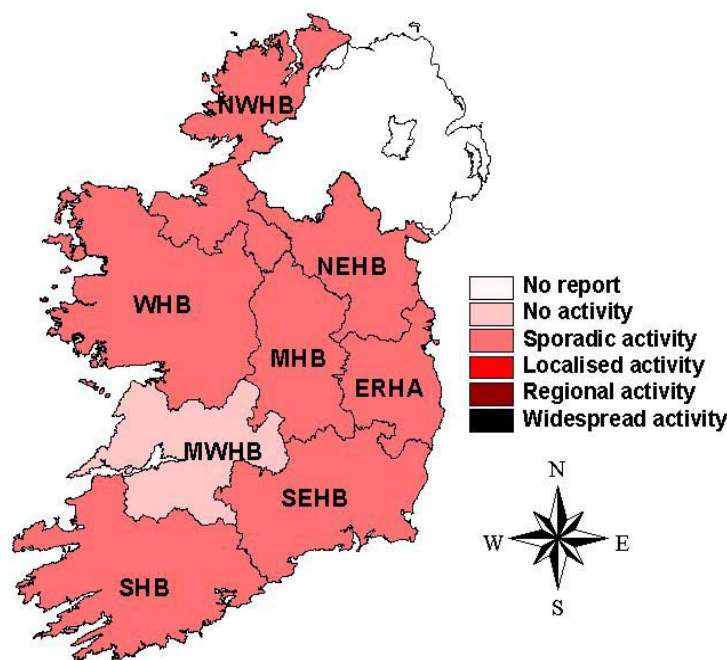 NWHB
NEHB
WHB
MHB
ERHA
MWHB
SEHB
SHB
No report
No activity
Sporadic activity
Localised activity
Regional activity
Widespread activity
N
W E
S